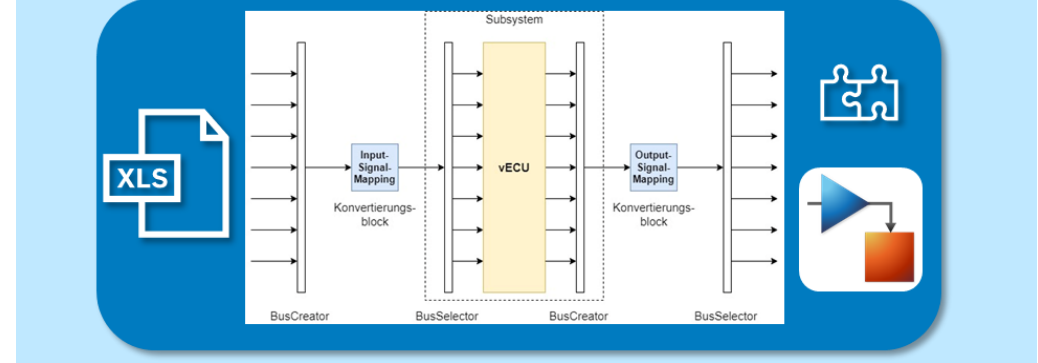 Subsystem
XLS
Input-
Signal-
Mapping
Konvertierungs-
block
vECU
Output-
Signal-
Mapping
Konvertierungs-
block
BusCreator
BusSelector
BusCreator
BusSelector